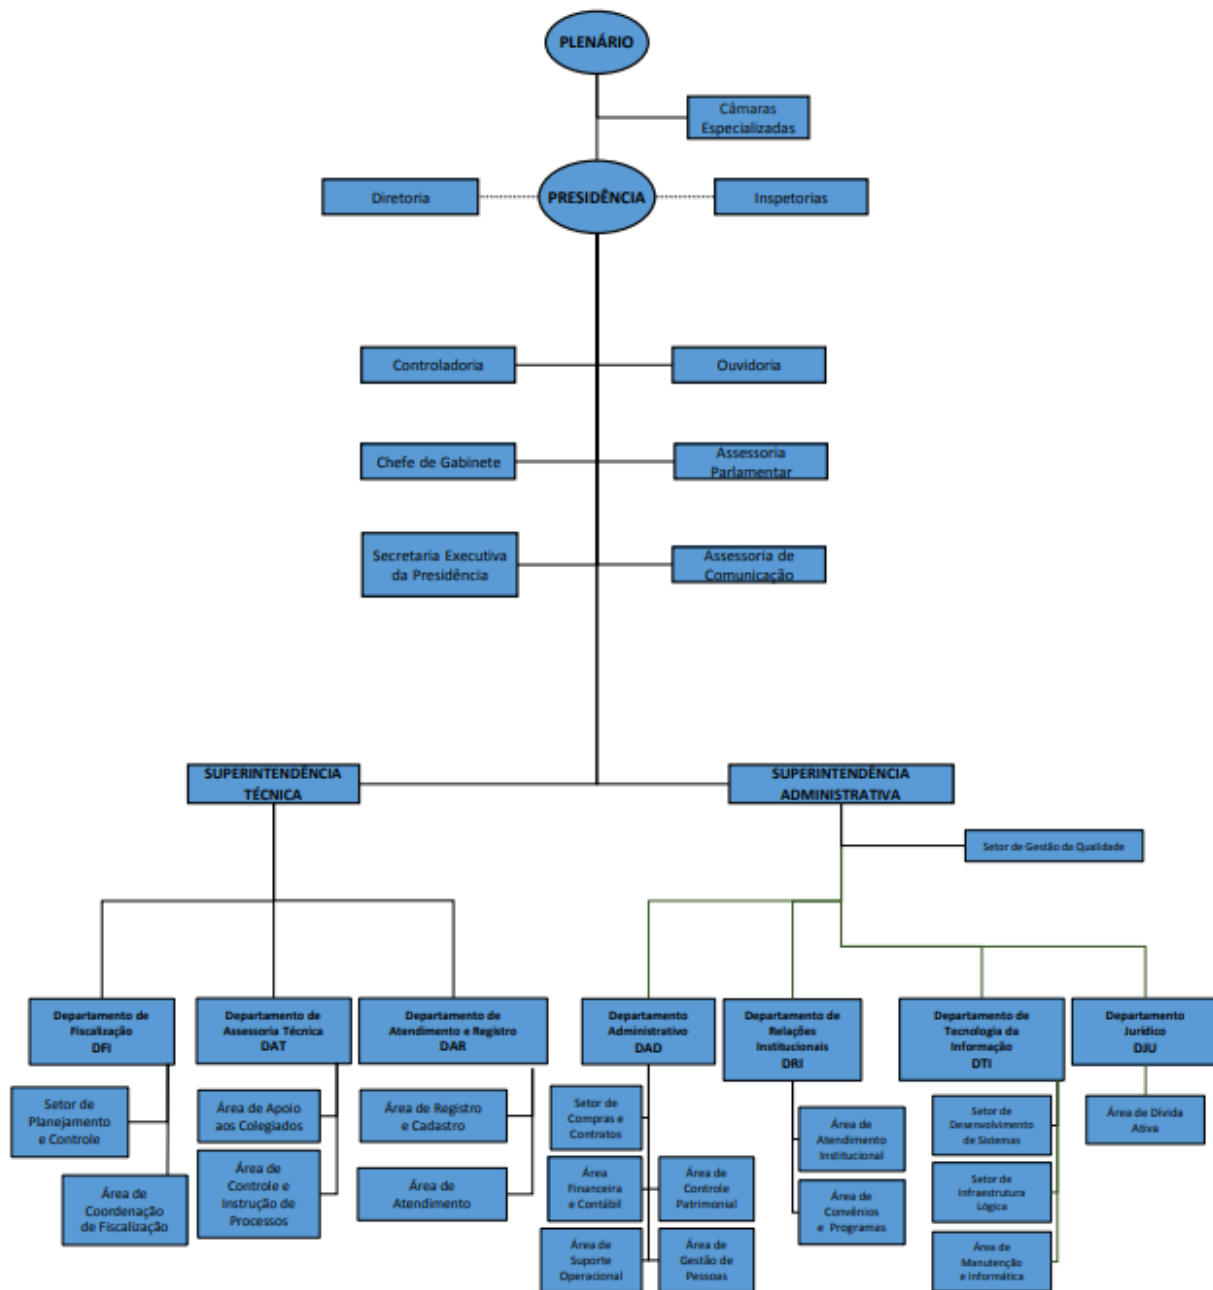 PLENÁRIO
Câmaras
Especializadas
Diretoria
PRESIDÊNCIA
Inspetorias
Controladoria
Ouvidoria
Chefe de Gabinete
Assessoria
Parlamentar
Secretaria Executiva
da Presidência
Assessoria de
Comunicação
SUPERINTENDÊNCIA
TÉCNICA
SUPERINTENDÊNCIA
ADMINISTRATIVA
Setor de Gestão da Qualidade
Departamento de
Fiscalização
DFI
Departamento de
Assessoria Técnica
DAT
Departamento de
Atendimento e Registro
DAR
Departamento
Administrativo
DAD
Departamento de
Relações
Institucionais
DRI
Departamento de
Tecnologia da
Informação
DTI
Departamento
Jurídico
DJU
Setor de
Planejamento
e Controle
Área de
Coordenação
de Fiscalização
Área de Apoio
aos Colegiados
Área de
Controle e
Instrução de
Processos
Área de Registro
e Cadastro
Área de
Atendimento
Setor de
Compras e
Contratos
Área
Financeira
e Contábil
Área de
Controle
Patrimonial
Área de
Suporte
Operacional
Área de
Gestão de
Pessoas
Área de
Atendimento
Institucional
Área de
Convênios
e Programas
Setor de
Desenvolvimento
de Sistemas
Setor de
Infraestrutura
Lógica
Área de
Manutenção
e Informática
Área de Dívida
Ativa